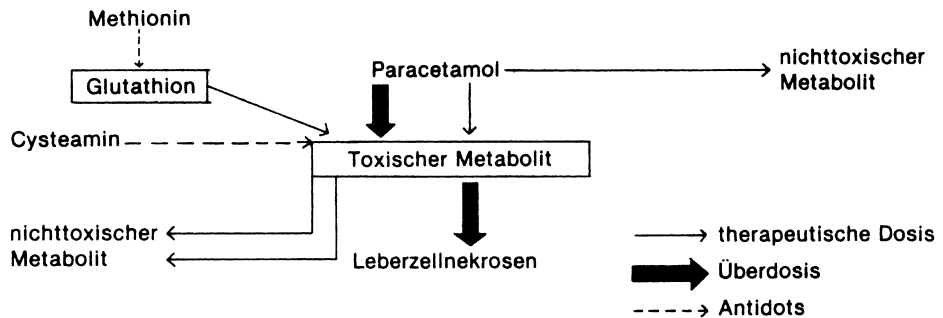 Methionin
Glutathion
Paracetamol
nichttoxischer
Metabolit
Cysteamin
Toxischer Metabolit
nichttoxischer
Metabolit
Leberzellnekrosen
therapeutische Dosis
Überdosis
Antidots